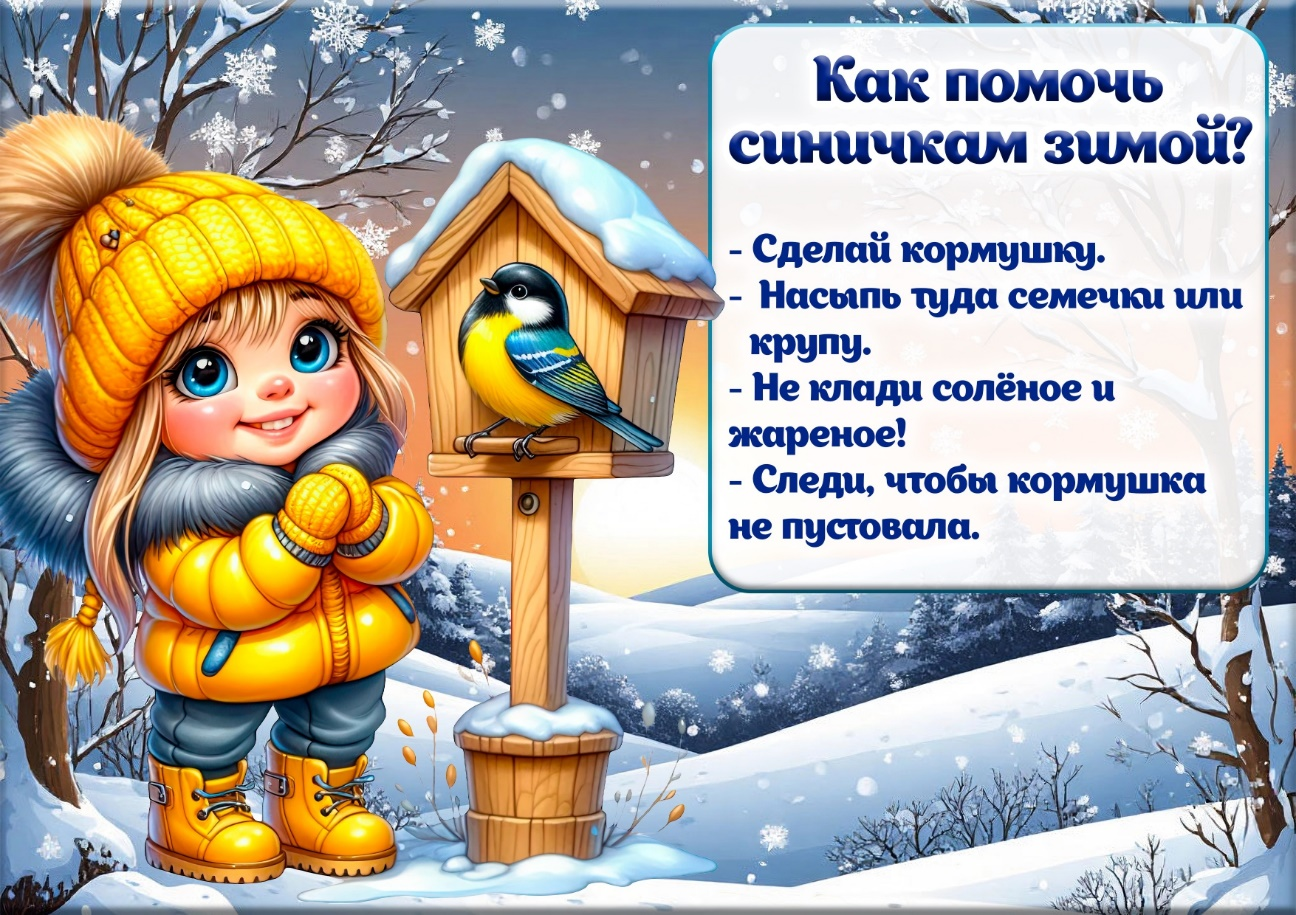 Как помочь
синичкам зимой?
- Сделай кормушку.
- Насыпь туда семечки или
крупу.
- Не клади солёное и
жареное!
- Следи, чтобы кормушка
не пустовала.